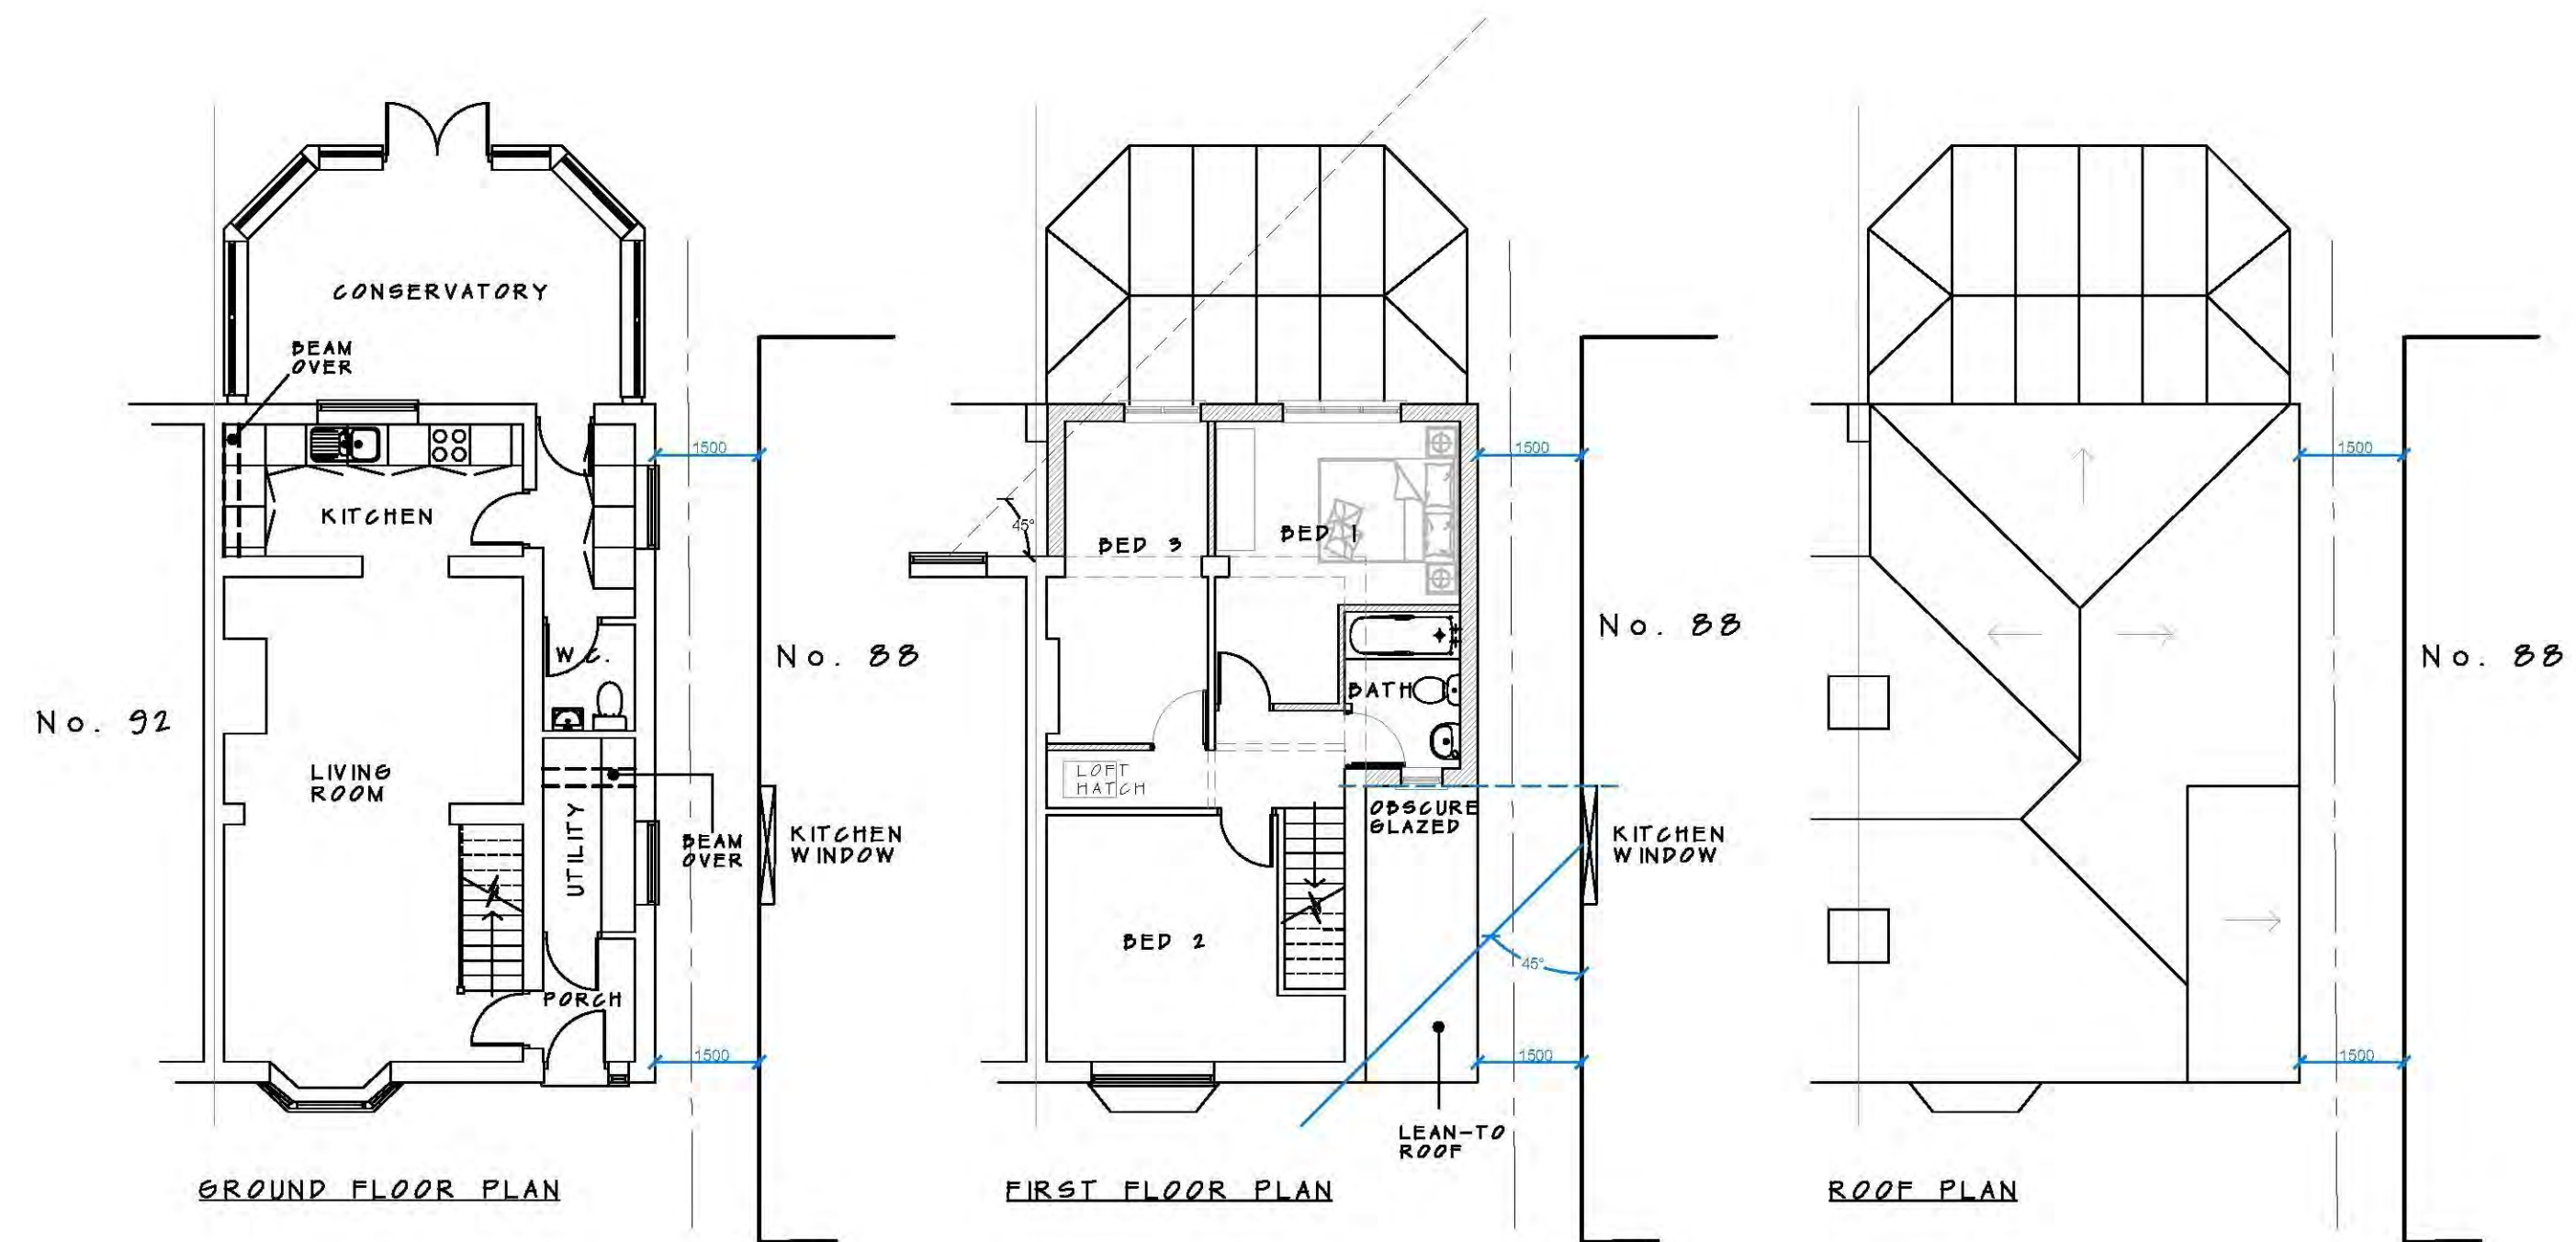 CONSERVATORY
BEAM
OVER
1500
KITCHEN
W.C.
No. 88
No. 92
LIVING
ROOM
UTILITY
BEAM
OVER
KITCHEN
WINDOW
PORCH
1500
GROUND FLOOR PLAN
45°
BED 3
BED 1
1500
No. 88
BATH
LOFT
HATCH
OBSCURE
GLAZED
KITCHEN
WINDOW
BED 2
45°
1500
LEAN-TO
ROOF
FIRST FLOOR PLAN
1500
No. 88
1500
ROOF PLAN